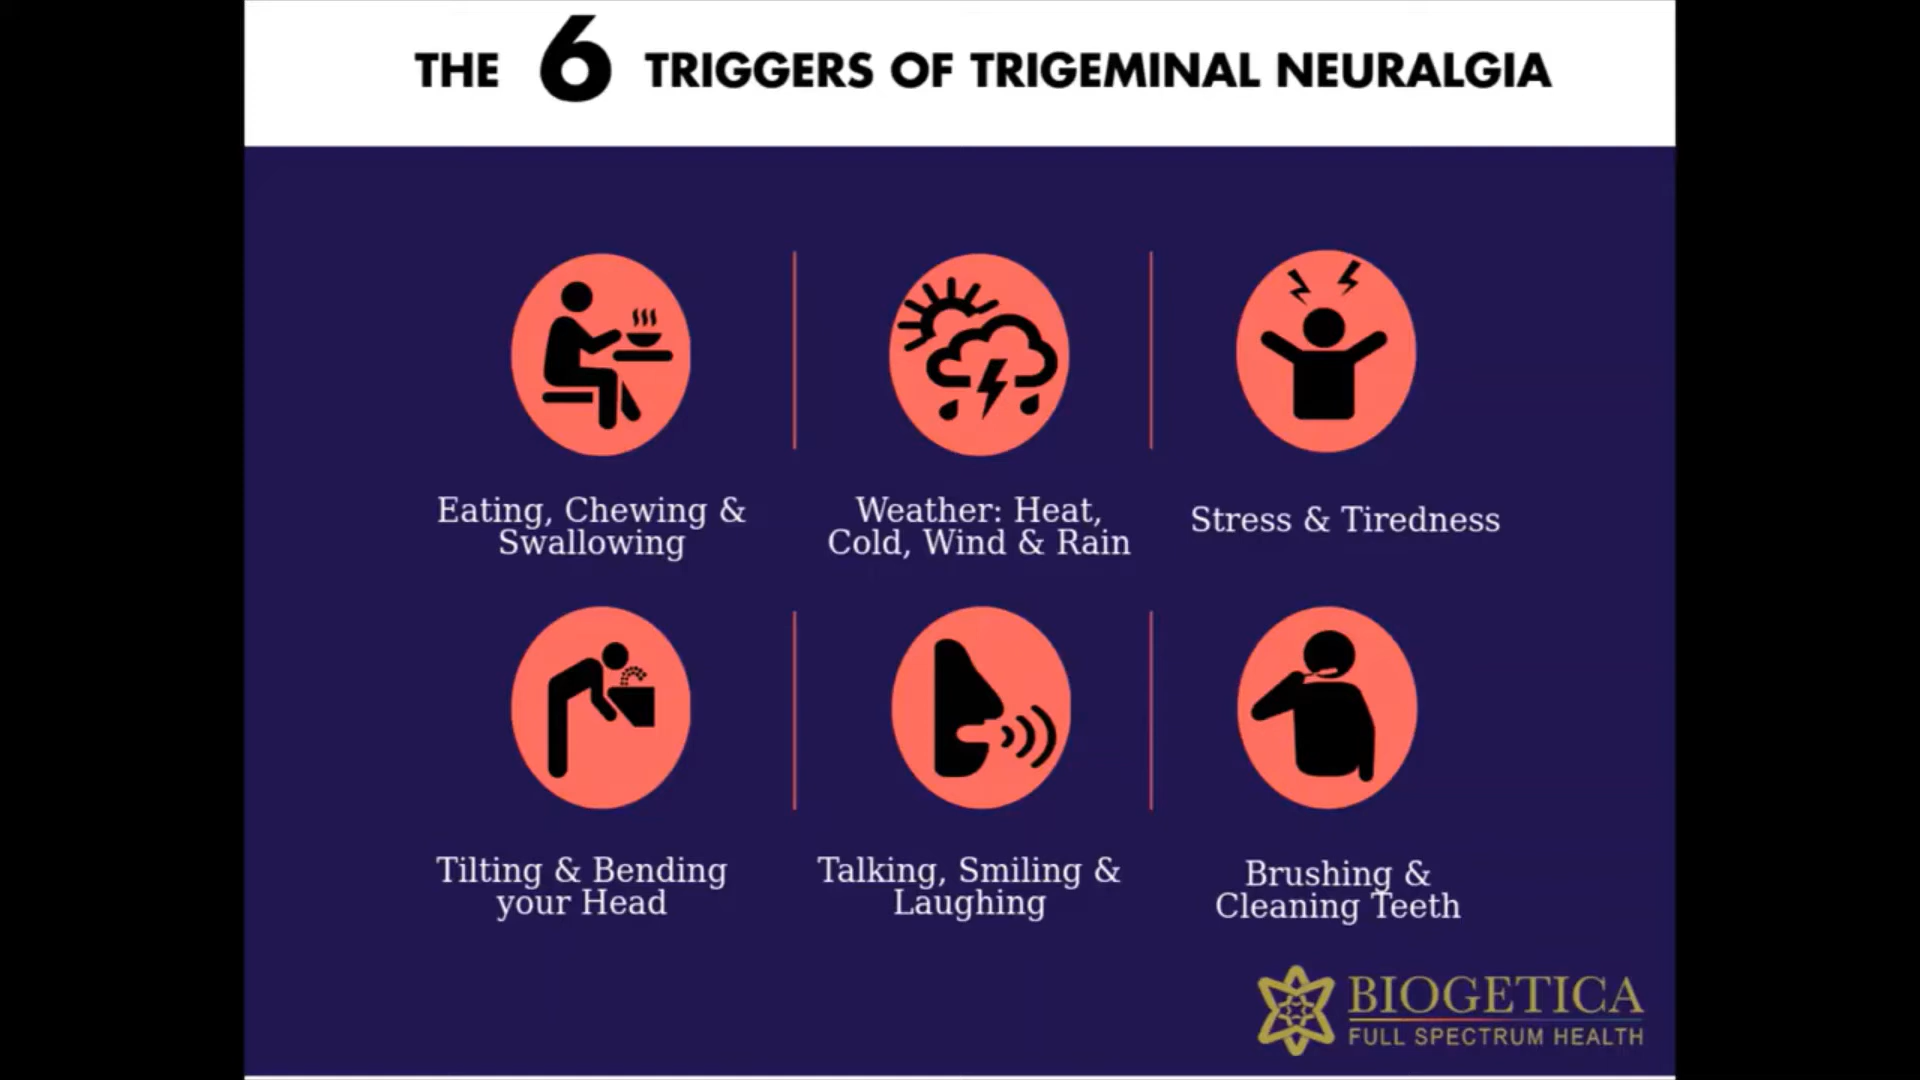 THE 6 TRIGGERS OF TRIGEMINAL NEURALGIA
Eating, Chewing &
Swallowing
Weather: Heat,
Cold, Wind & Rain
Stress & Tiredness
Tilting & Bending
your Head
Talking, Smiling &
Laughing
Brushing &
Cleaning Teeth
BIOGETICA
FULL SPECTRUM HEALTH